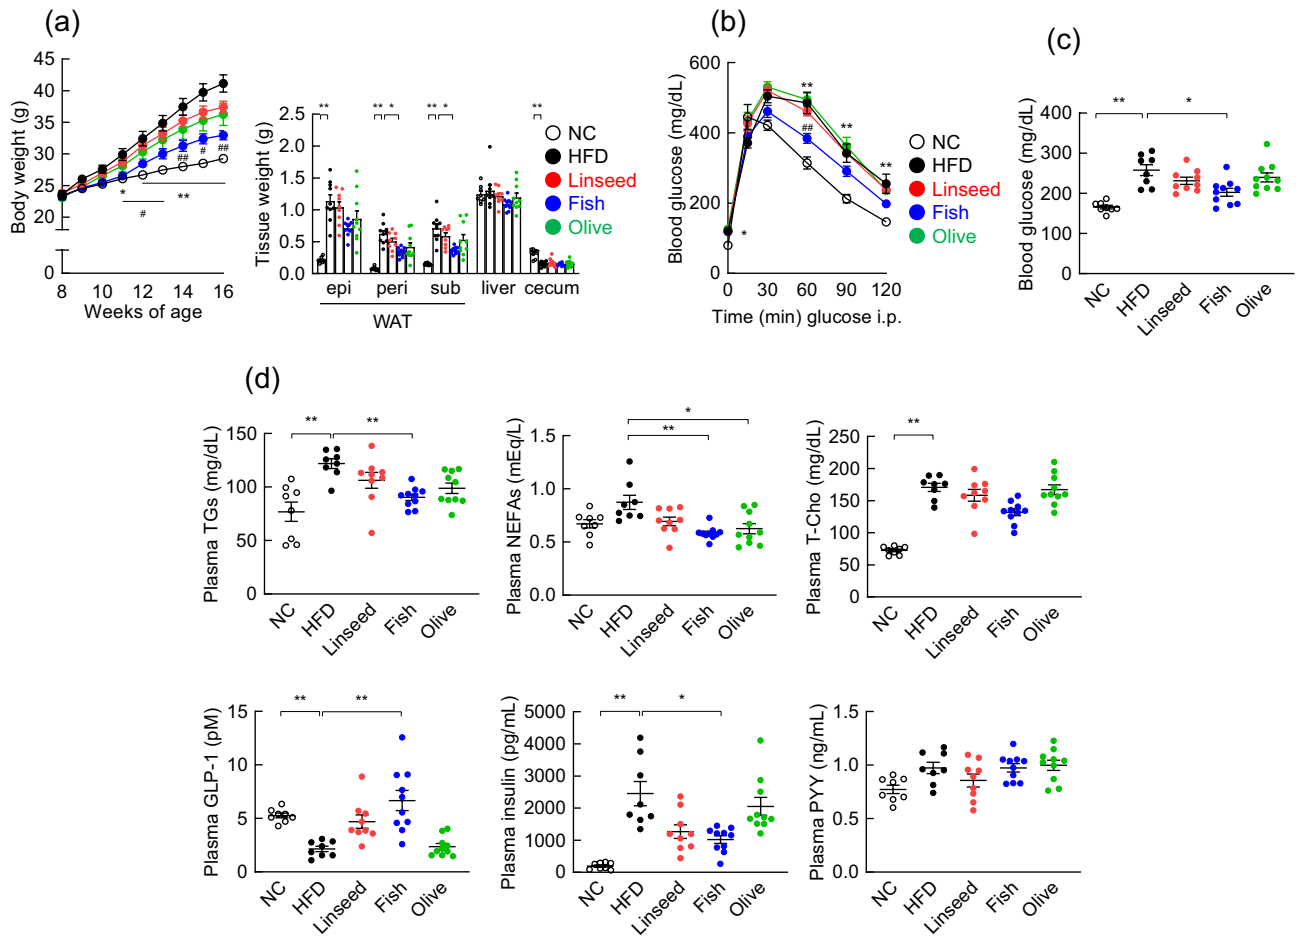 (a)
Body weight (g)
45
40
35
30
25
20
0
8
10
12
14
16
Weeks of age
*
**
#
##
#
##
Tissue weight (g)
2.5
2.0
1.5
1.0
0.5
0.0
**
**
*
**
*
**
epi
peri
sub
liver
cecum
WAT
NC
HFD
Linseed
Fish
Olive
(b)
Blood glucose (mg/dL)
600
400
200
0
0
30
60
90
120
Time (min) glucose i.p.
*
**
##
**
**
NC
HFD
Linseed
Fish
Olive
(c)
Blood glucose (mg/dL)
400
300
200
100
0
**
*
NC
HFD
Linseed
Fish
Olive
(d)
Plasma TGs (mg/dL)
150
100
50
0
**
**
NC
HFD
Linseed
Fish
Olive
Plasma NEFAs (mEq/L)
1.5
1.0
0.5
0.0
*
**
NC
HFD
Linseed
Fish
Olive
Plasma T-Cho (mg/dL)
250
200
150
100
50
0
**
NC
HFD
Linseed
Fish
Olive
Plasma GLP-1 (pM)
15
10
5
0
**
**
NC
HFD
Linseed
Fish
Olive
Plasma insulin (pg/mL)
5000
4000
3000
2000
1000
0
**
*
NC
HFD
Linseed
Fish
Olive
Plasma PYY (ng/mL)
1.5
1.0
0.5
0.0
NC
HFD
Linseed
Fish
Olive